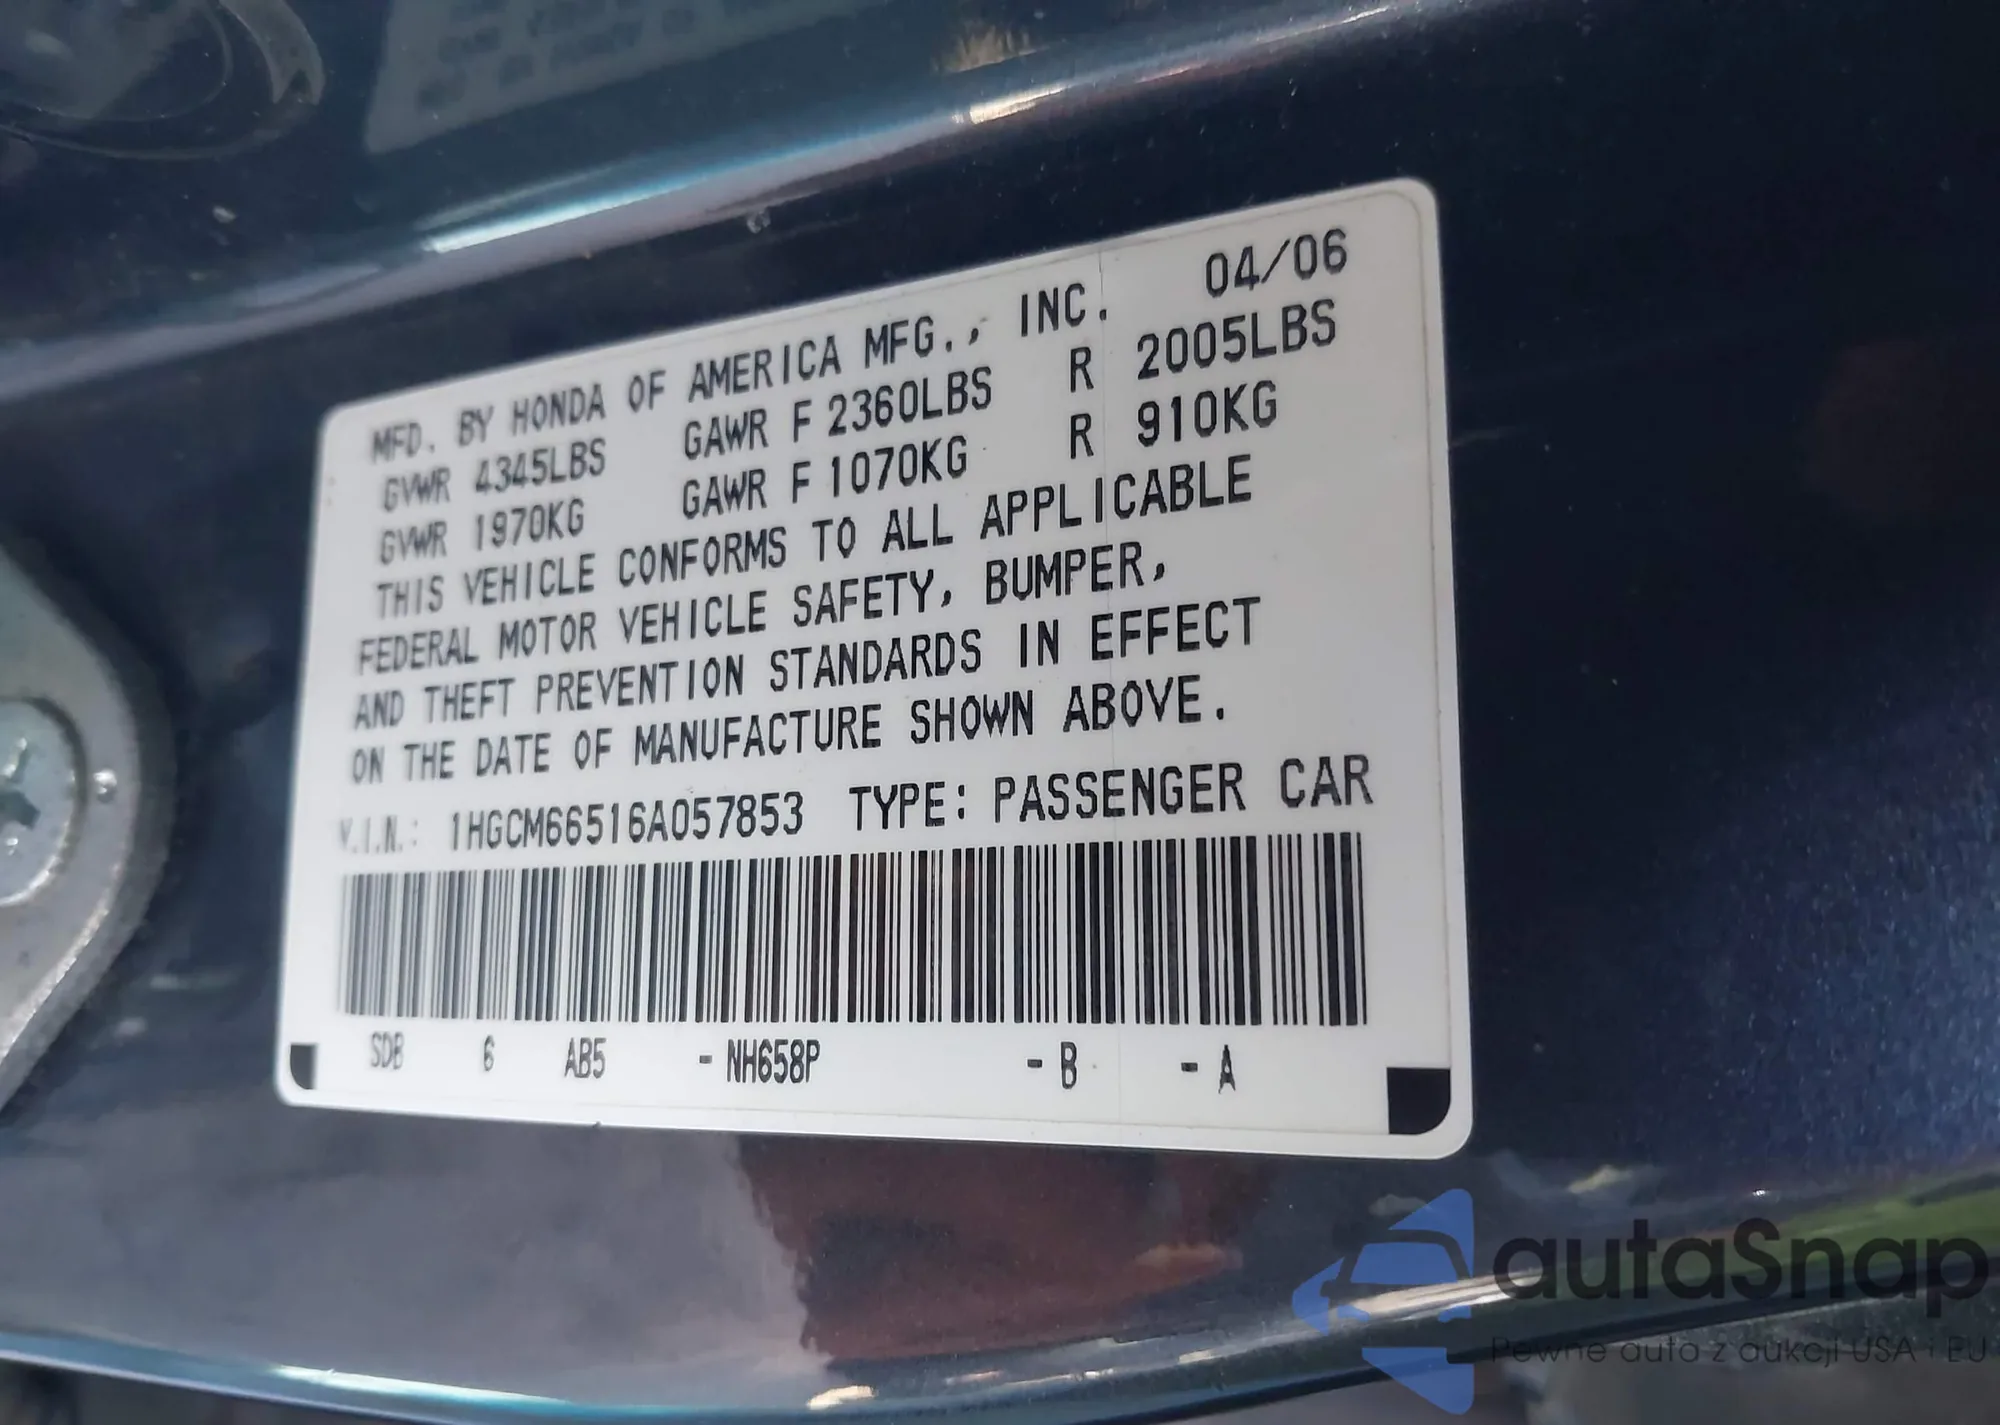 MFD. BY HONDA OF AMERICA MFG., INC. 04/06
GVWR 4345LBS GAWR F 2360LBS R 2005LBS
GVWR 1970KG GAWR F 1070KG R 910KG
THIS VEHICLE CONFORMS TO ALL APPLICABLE
FEDERAL MOTOR VEHICLE SAFETY, BUMPER,
AND THEFT PREVENTION STANDARDS IN EFFECT
ON THE DATE OF MANUFACTURE SHOWN ABOVE.
V.I.N.: 1HGCM66516A057853 TYPE: PASSENGER CAR
SDB 6 AB5 - NH658P - B - A
autaSnap
Pewne auta z aukcji USA i EU